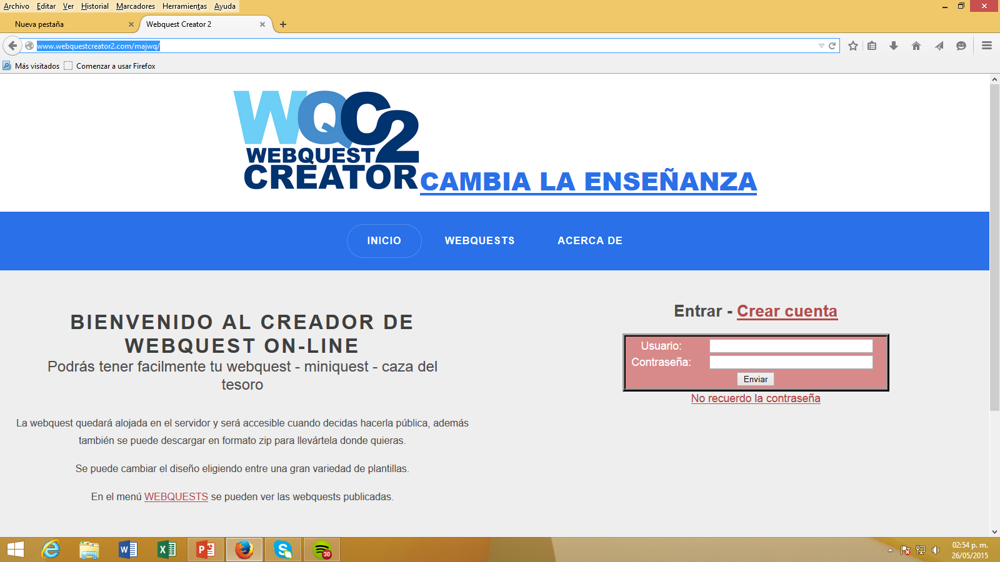 Archivo Editar Ver Historial Marcadores Herramientas Ayuda
Nueva pestaña
Webquest Creator 2
www.webquestcreator2.com/majwq/
Más visitados
Comenzar a usar Firefox
WQC2
WEBQUEST
CREATOR
CAMBIA LA ENSEÑANZA
INICIO
WEBQUESTS
ACERCA DE
BIENVENIDO AL CREADOR DE
WEBQUEST ON-LINE
Podrás tener facilmente tu webquest - miniquest - caza del
tesoro
La webquest quedará alojada en el servidor y será accesible cuando decidas hacerla pública, además
también se puede descargar en formato zip para llevártela donde quieras.
Se puede cambiar el diseño eligiendo entre una gran variedad de plantillas.
En el menú WEBQUESTS se pueden ver las webquests publicadas.
Entrar - Crear cuenta
Usuario:
Contraseña:
Enviar
No recuerdo la contraseña
30
02:54 p. m.
26/05/2015